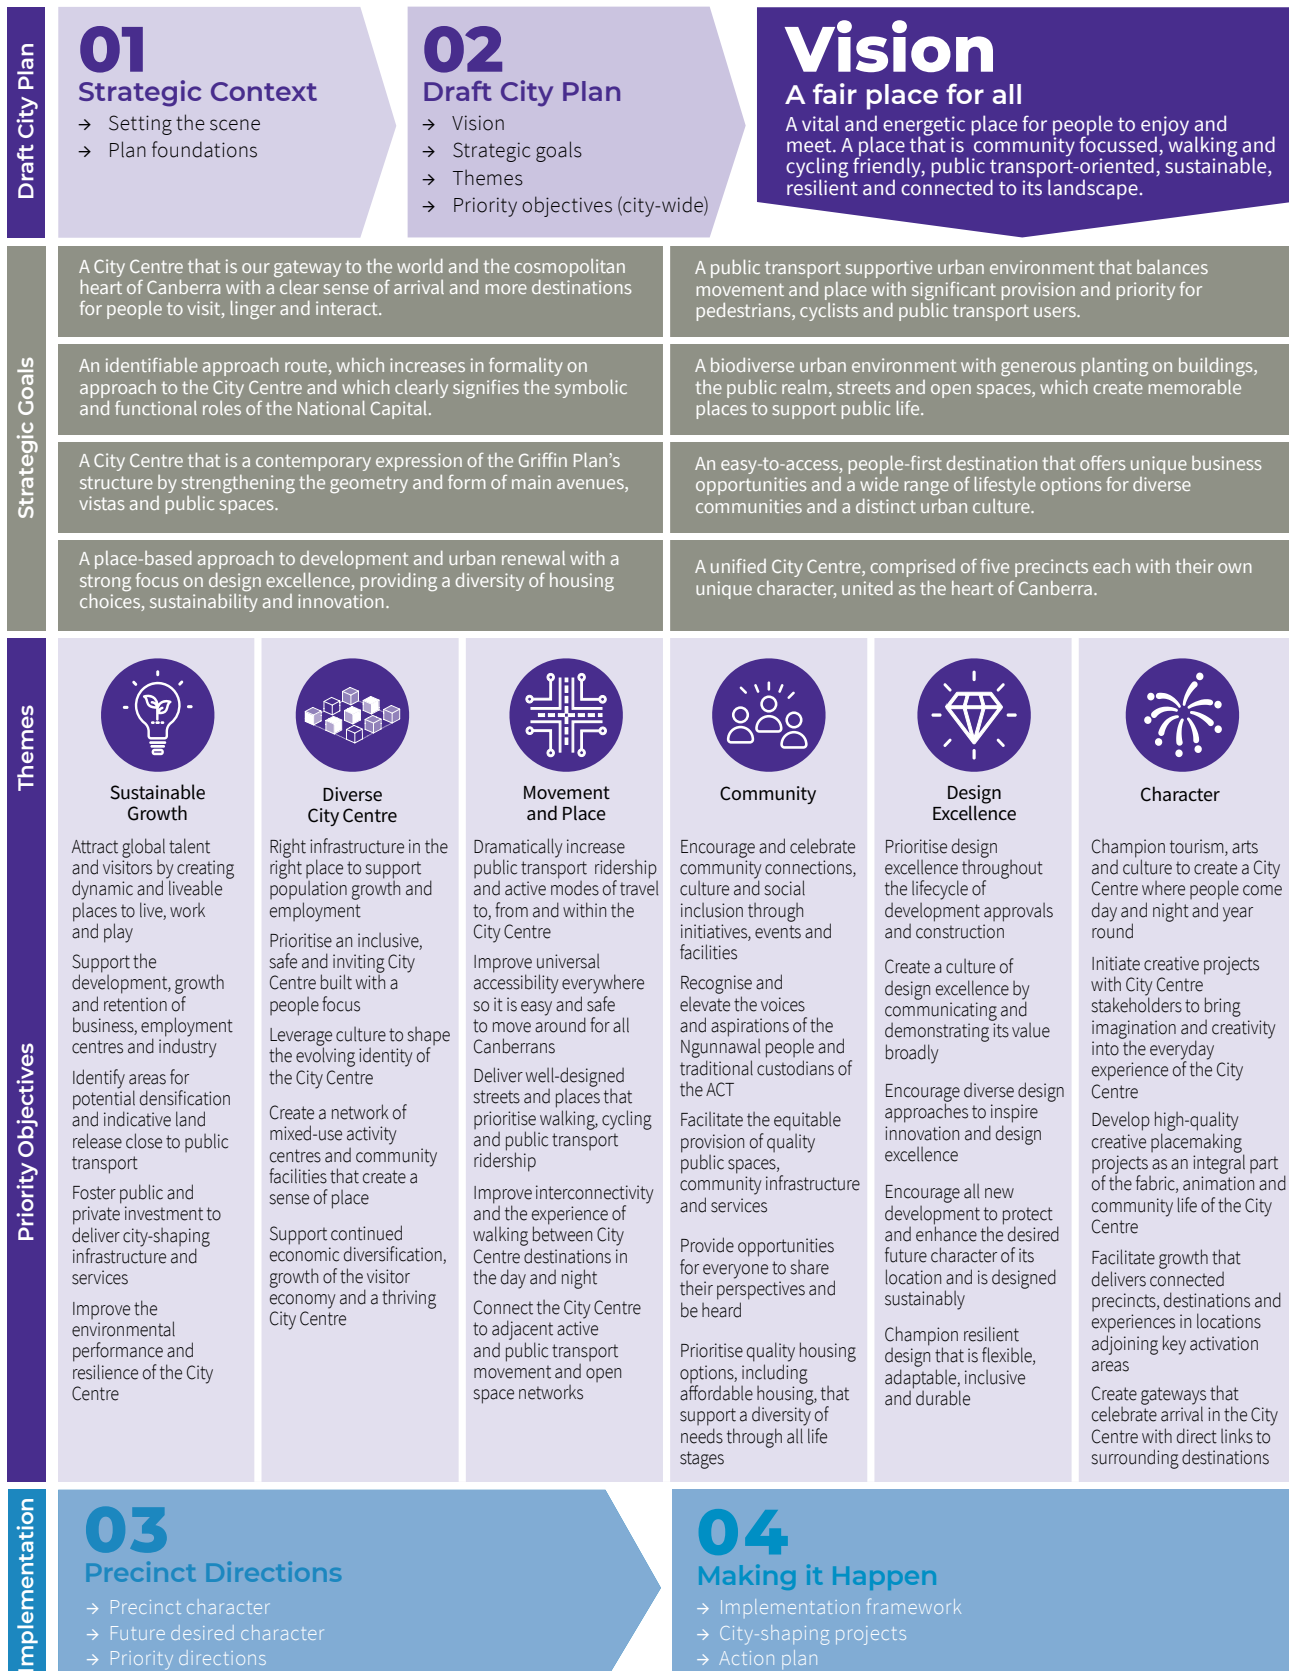 Draft City Plan
01
Strategic Context
→ Setting the scene
→ Plan foundations
02
Draft City Plan
→ Vision
→ Strategic goals
→ Themes
→ Priority objectives (city-wide)
Vision
A fair place for all
A vital and energetic place for people to enjoy and
meet. A place that is community focussed, walking and
cycling friendly, public transport-oriented, sustainable,
resilient and connected to its landscape.
Strategic Goals
A City Centre that is our gateway to the world and the cosmopolitan
heart of Canberra with a clear sense of arrival and more destinations
for people to visit, linger and interact.
A public transport supportive urban environment that balances
movement and place with significant provision and priority for
pedestrians, cyclists and public transport users.
An identifiable approach route, which increases in formality on
approach to the City Centre and which clearly signifies the symbolic
and functional roles of the National Capital.
A biodiverse urban environment with generous planting on buildings,
the public realm, streets and open spaces, which create memorable
places to support public life.
A City Centre that is a contemporary expression of the Griffin Plan’s
structure by strengthening the geometry and form of main avenues,
vistas and public spaces.
An easy-to-access, people-first destination that offers unique business
opportunities and a wide range of lifestyle options for diverse
communities and a distinct urban culture.
A place-based approach to development and urban renewal with a
strong focus on design excellence, providing a diversity of housing
choices, sustainability and innovation.
A unified City Centre, comprised of five precincts each with their own
unique character, united as the heart of Canberra.
Themes
Priority Objectives
Sustainable
Growth
Attract global talent
and visitors by creating
dynamic and liveable
places to live, work
and play
Support the
development, growth
and retention of
business, employment
centres and industry
Identify areas for
potential densification
and indicative land
release close to public
transport
Foster public and
private investment to
deliver city-shaping
infrastructure and
services
Improve the
environmental
performance and
resilience of the City
Centre
Diverse
City Centre
Right infrastructure in the
right place to support
population growth and
employment
Prioritise an inclusive,
safe and inviting City
Centre built with a
people focus
Leverage culture to shape
the evolving identity of
the City Centre
Create a network of
mixed-use activity
centres and community
facilities that create a
sense of place
Support continued
economic diversification,
growth of the visitor
economy and a thriving
City Centre
Movement
and Place
Dramatically increase
public transport ridership
and active modes of travel
to, from and within the
City Centre
Improve universal
accessibility everywhere
so it is easy and safe
to move around for all
Canberrans
Deliver well-designed
streets and places that
prioritise walking, cycling
and public transport
ridership
Improve interconnectivity
and the experience of
walking between City
Centre destinations in
the day and night
Connect the City Centre
to adjacent active
and public transport
movement and open
space networks
Community
Encourage and celebrate
community connections,
culture and social
inclusion through
initiatives, events and
facilities
Recognise and
elevate the voices
and aspirations of the
Ngunnawal people and
traditional custodians of
the ACT
Facilitate the equitable
provision of quality
public spaces,
community infrastructure
and services
Provide opportunities
for everyone to share
their perspectives and
be heard
Prioritise quality housing
options, including
affordable housing, that
support a diversity of
needs through all life
stages
Design
Excellence
Prioritise design
excellence throughout
the lifecycle of
development approvals
and construction
Create a culture of
design excellence by
communicating and
demonstrating its value
broadly
Encourage diverse design
approaches to inspire
innovation and design
excellence
Encourage all new
development to protect
and enhance the desired
future character of its
location and is designed
sustainably
Champion resilient
design that is flexible,
adaptable, inclusive
and durable
Character
Champion tourism, arts
and culture to create a City
Centre where people come
day and night and year
round
Initiate creative projects
with City Centre
stakeholders to bring
imagination and creativity
into the everyday
experience of the City
Centre
Develop high-quality
creative placemaking
projects as an integral part
of the fabric, animation and
community life of the City
Centre
Facilitate growth that
delivers connected
precincts, destinations and
experiences in locations
adjoining key activation
areas
Create gateways that
celebrate arrival in the City
Centre with direct links to
surrounding destinations
Implementation
03
Precinct Directions
→ Precinct character
→ Future desired character
→ Priority directions
04
Making it Happen
→ Implementation framework
→ City-shaping projects
→ Action plan